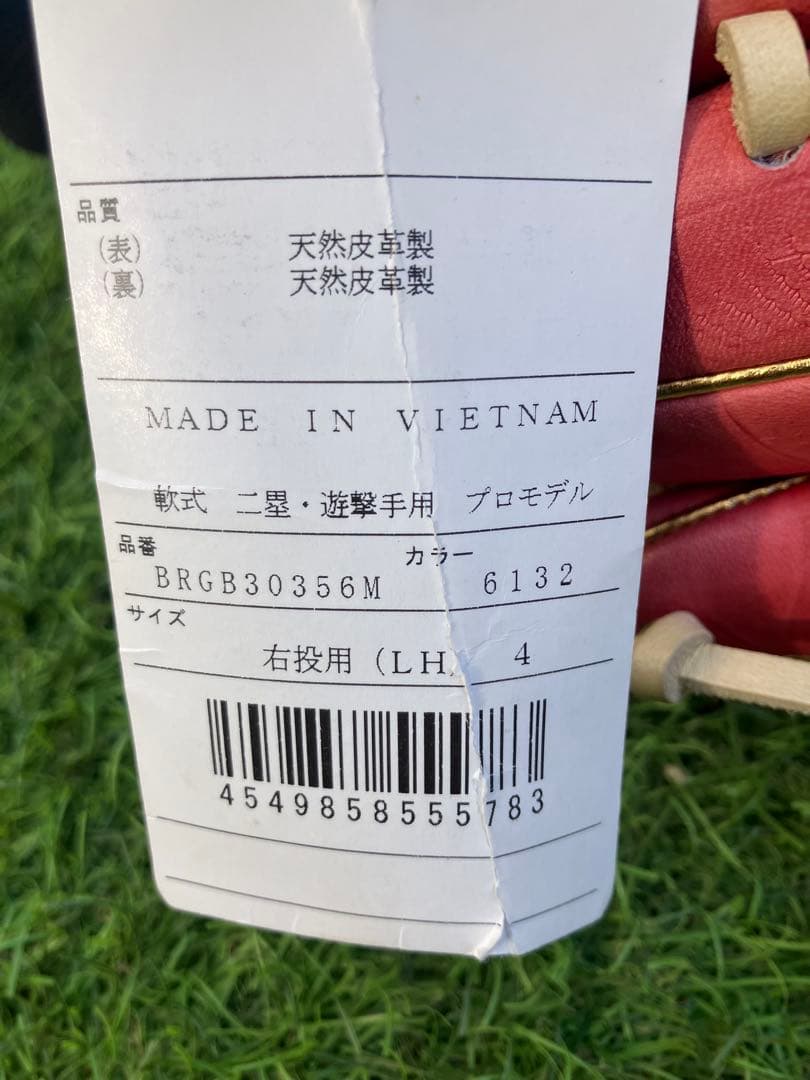 品質
(表) 天然皮革製
(裏) 天然皮革製
MADE IN VIETNAM
軟式 二塁・遊撃手用 プロモデル
品番 カラー
BRGB30356M 6132
サイズ
右投用(LH) 4
4549858555783